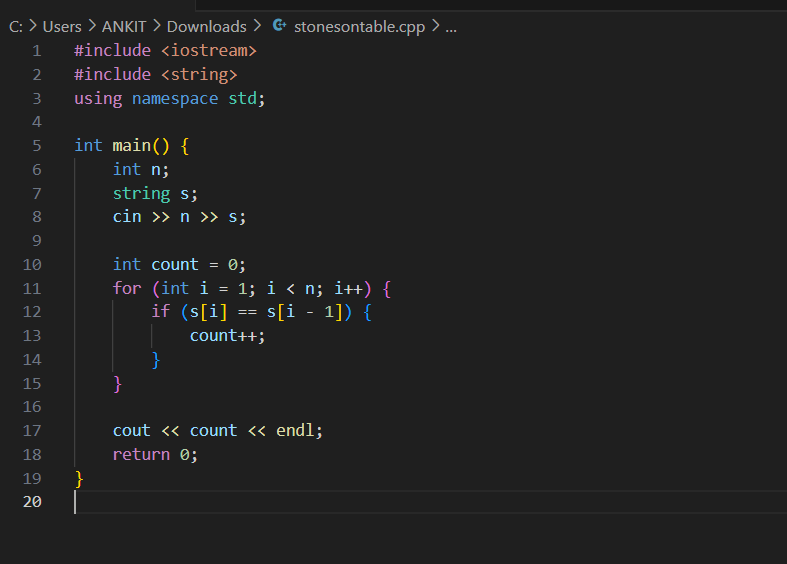 C: > Users > ANKIT > Downloads > stonesontable.cpp > ...
1 #include <iostream>
2 #include <string>
3 using namespace std;
4
5 int main() {
6     int n;
7     string s;
8     cin >> n >> s;
9
10     int count = 0;
11     for (int i = 1; i < n; i++) {
12         if (s[i] == s[i - 1]) {
13             count++;
14         }
15     }
16
17     cout << count << endl;
18     return 0;
19 }
20